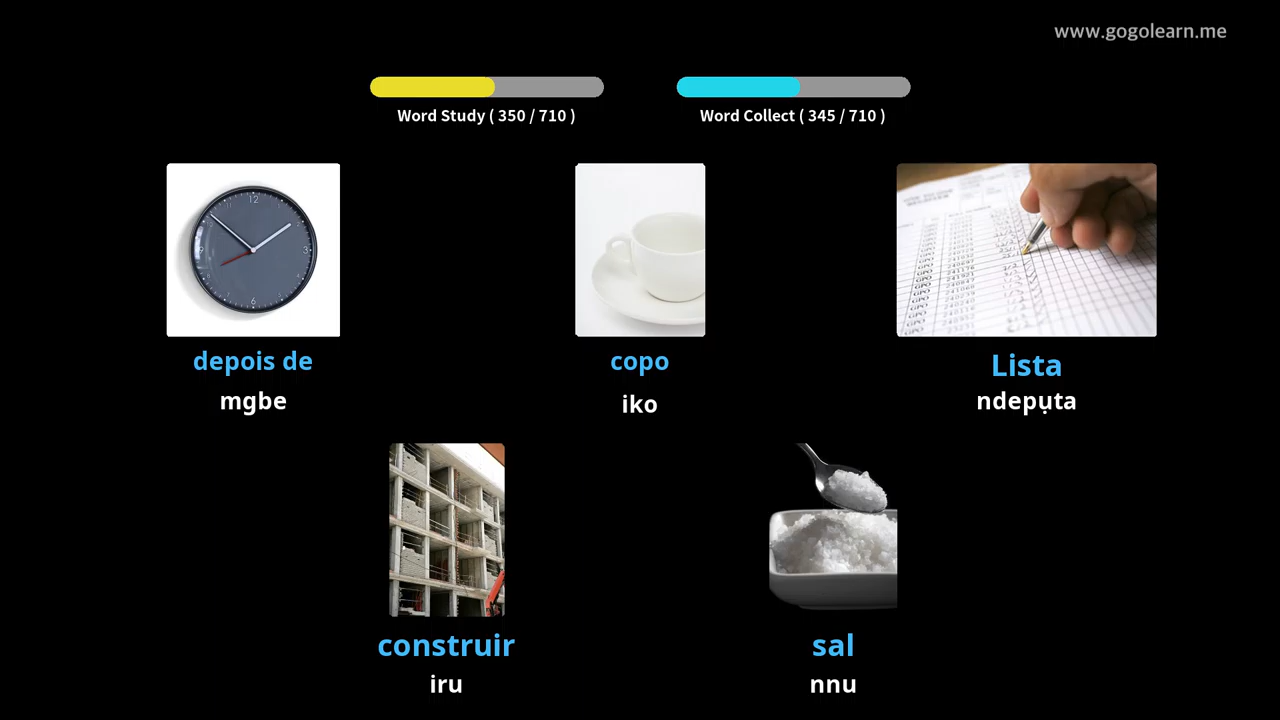 www.gogolearn.me
Word Study ( 350 / 710 )
Word Collect ( 345 / 710 )
depois de
mgbe
copo
iko
Lista
ndepụta
construir
iru
sal
nnu